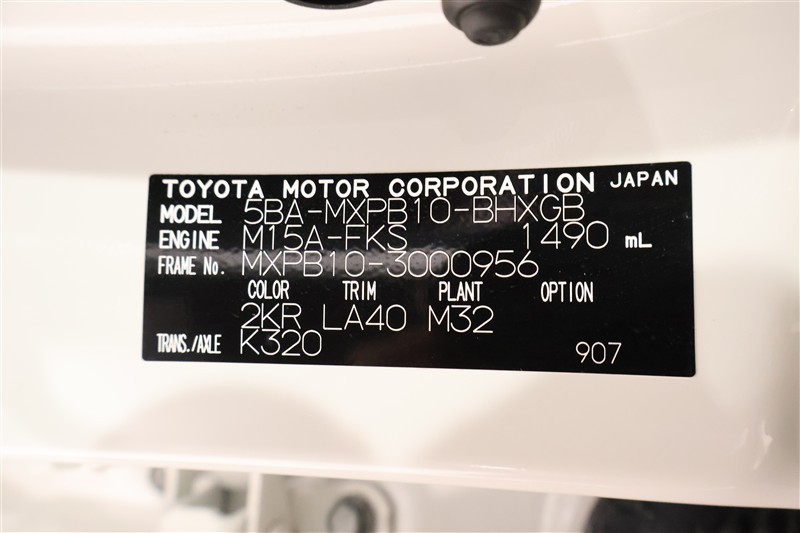 TOYOTA MOTOR CORPORATION JAPAN
MODEL 5BA-MXPB10-BHXGB
ENGINE M15A-FKS 1490 mL
FRAME No. MXPB10-3000956
COLOR TRIM PLANT OPTION
2KR LA40 M32
TRANS./AXLE K320 907